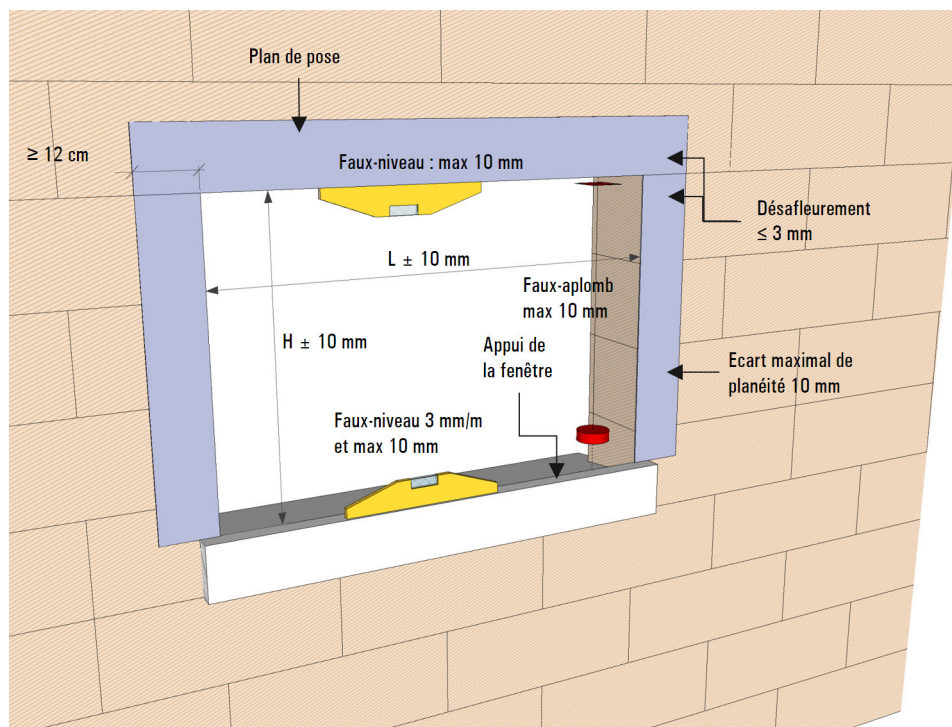 Plan de pose
≥ 12 cm
Faux-niveau : max 10 mm
Désafleurement
≤ 3 mm
L ± 10 mm
Faux-aplomb
max 10 mm
H ± 10 mm
Appui de
la fenêtre
Ecart maximal de
planéité 10 mm
Faux-niveau 3 mm/m
et max 10 mm